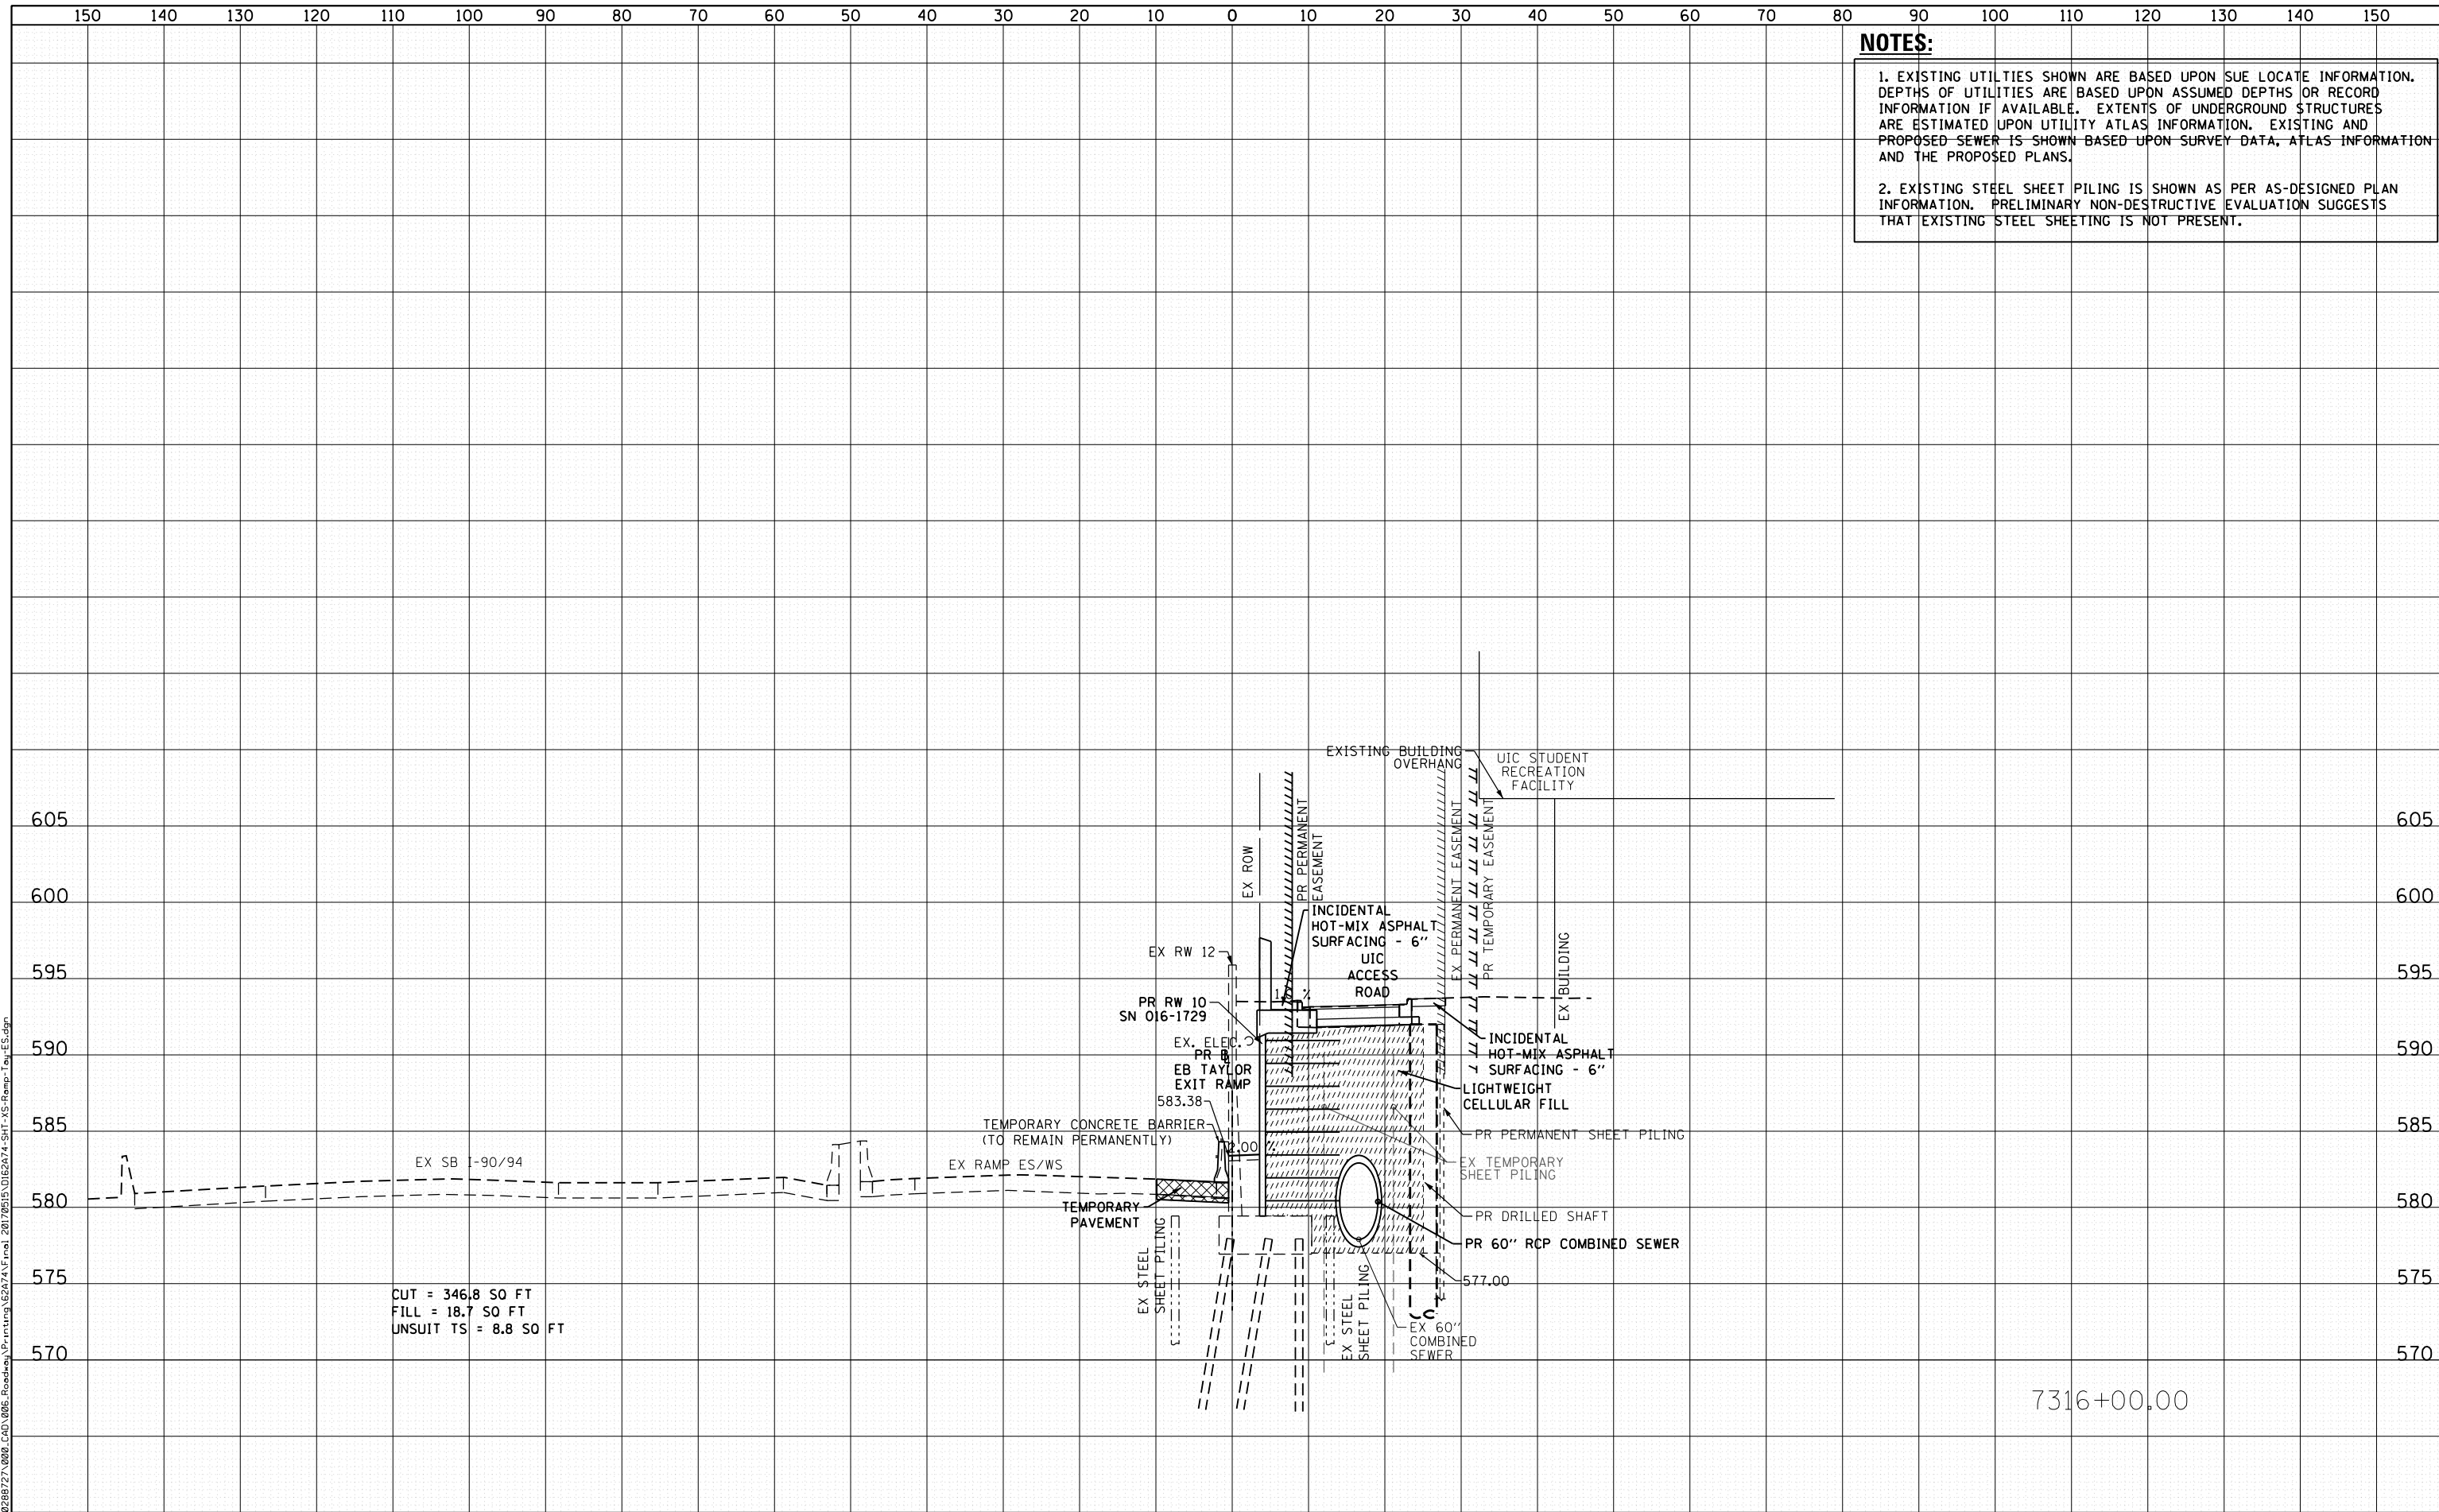 150 140 130 120 110 100 90 80 70 60 50 40 30 20 10 0 10 20 30 40 50 60 70 80 90 100 110 120 130 140 150
NOTES:
1. EXISTING UTILTIES SHOWN ARE BASED UPON SUE LOCATE INFORMATION.
DEPTHS OF UTILITIES ARE BASED UPON ASSUMED DEPTHS OR RECORD
INFORMATION IF AVAILABLE. EXTENTS OF UNDERGROUND STRUCTURES
ARE ESTIMATED UPON UTILITY ATLAS INFORMATION. EXISTING AND
PROPOSED SEWER IS SHOWN BASED UPON SURVEY DATA, ATLAS INFORMATION
AND THE PROPOSED PLANS.
2. EXISTING STEEL SHEET PILING IS SHOWN AS PER AS-DESIGNED PLAN
INFORMATION. PRELIMINARY NON-DESTRUCTIVE EVALUATION SUGGESTS
THAT EXISTING STEEL SHEETING IS NOT PRESENT.
EXISTING BUILDING
OVERHANG
UIC STUDENT
RECREATION
FACILITY
605 605
600 600
595 595
590 590
585 585
580 580
575 575
570 570
EX ROW
PR PERMANENT
EASEMENT
EX PERMANENT EASEMENT
PR TEMPORARY EASEMENT
EX BUILDING
INCIDENTAL
HOT-MIX ASPHALT
SURFACING - 6"
UIC
ACCESS
ROAD
EX RW 12
PR RW 10
SN 016-1729
EX. ELEC.
PR B
EB TAYLOR
EXIT RAMP
583.38
TEMPORARY CONCRETE BARRIER
(TO REMAIN PERMANENTLY)
2.00 %
INCIDENTAL
HOT-MIX ASPHALT
SURFACING - 6"
LIGHTWEIGHT
CELLULAR FILL
PR PERMANENT SHEET PILING
EX TEMPORARY
SHEET PILING
PR DRILLED SHAFT
PR 60" RCP COMBINED SEWER
577.00
EX 60"
COMBINED
SEWER
EX SB I-90/94
EX RAMP ES/WS
TEMPORARY
PAVEMENT
EX STEEL
SHEET PILING
EX STEEL
SHEET PILING
CUT = 346.8 SQ FT
FILL = 18.7 SQ FT
UNSUIT TS = 8.8 SQ FT
7316+00.00